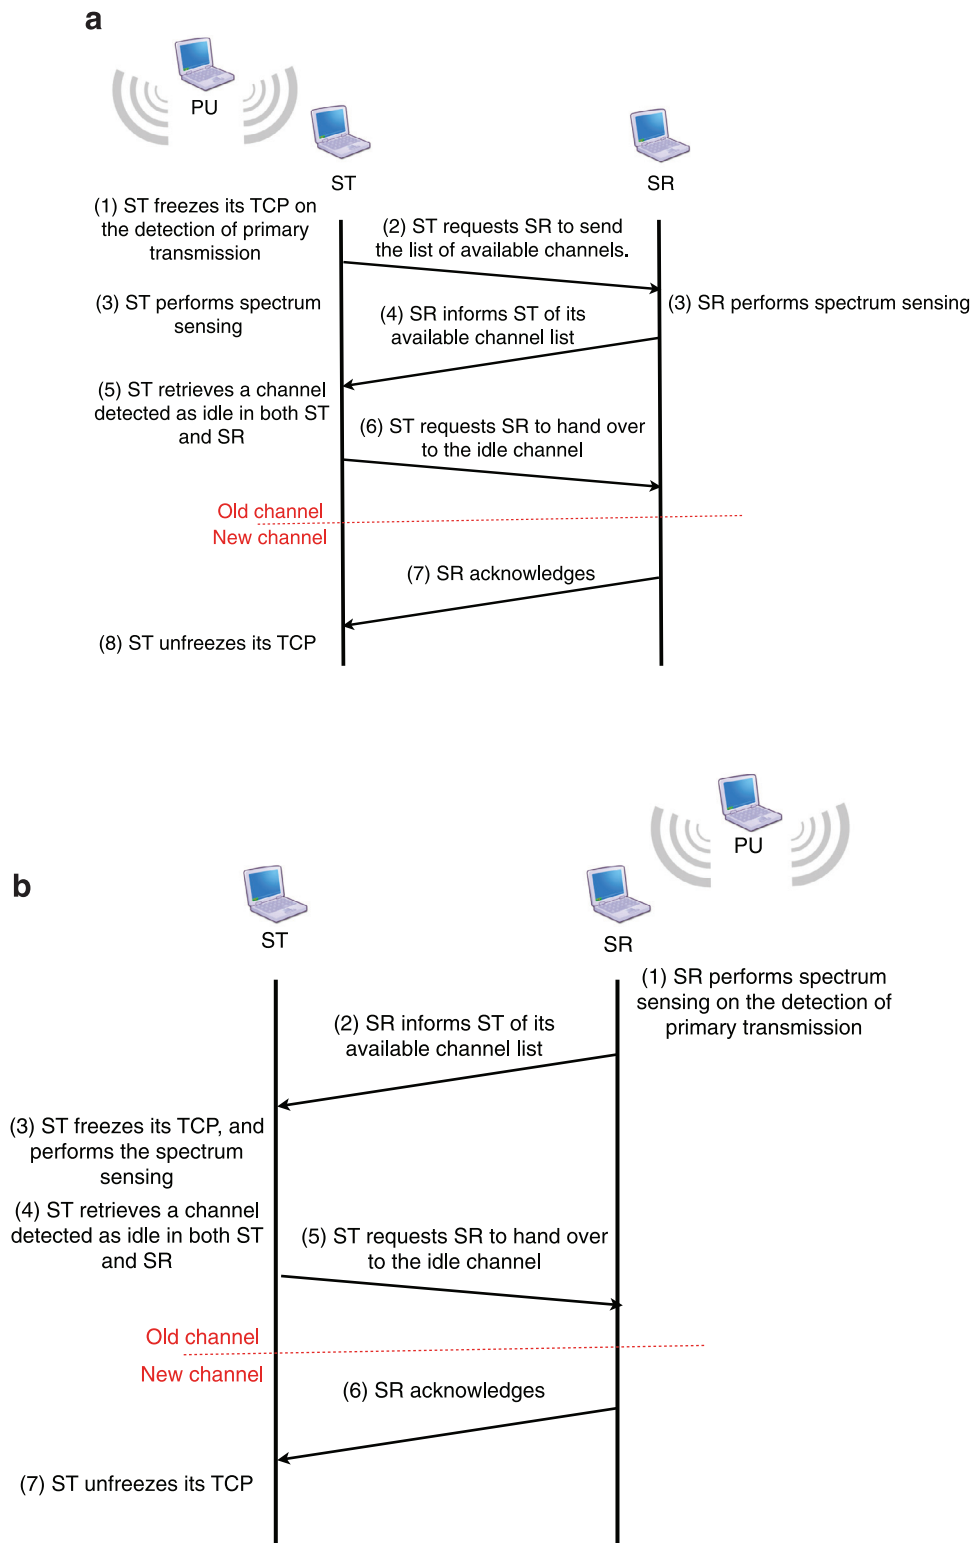 a
PU
ST
SR
(1) ST freezes its TCP on
the detection of primary
transmission
(2) ST requests SR to send
the list of available channels.
(3) ST performs spectrum
sensing
(3) SR performs spectrum sensing
(4) SR informs ST of its
available channel list
(5) ST retrieves a channel
detected as idle in both ST
and SR
(6) ST requests SR to hand over
to the idle channel
Old channel
New channel
(7) SR acknowledges
(8) ST unfreezes its TCP
b
PU
ST
SR
(1) SR performs spectrum
sensing on the detection of
primary transmission
(2) SR informs ST of its
available channel list
(3) ST freezes its TCP, and
performs the spectrum
sensing
(4) ST retrieves a channel
detected as idle in both ST
and SR
(5) ST requests SR to hand over
to the idle channel
Old channel
New channel
(6) SR acknowledges
(7) ST unfreezes its TCP